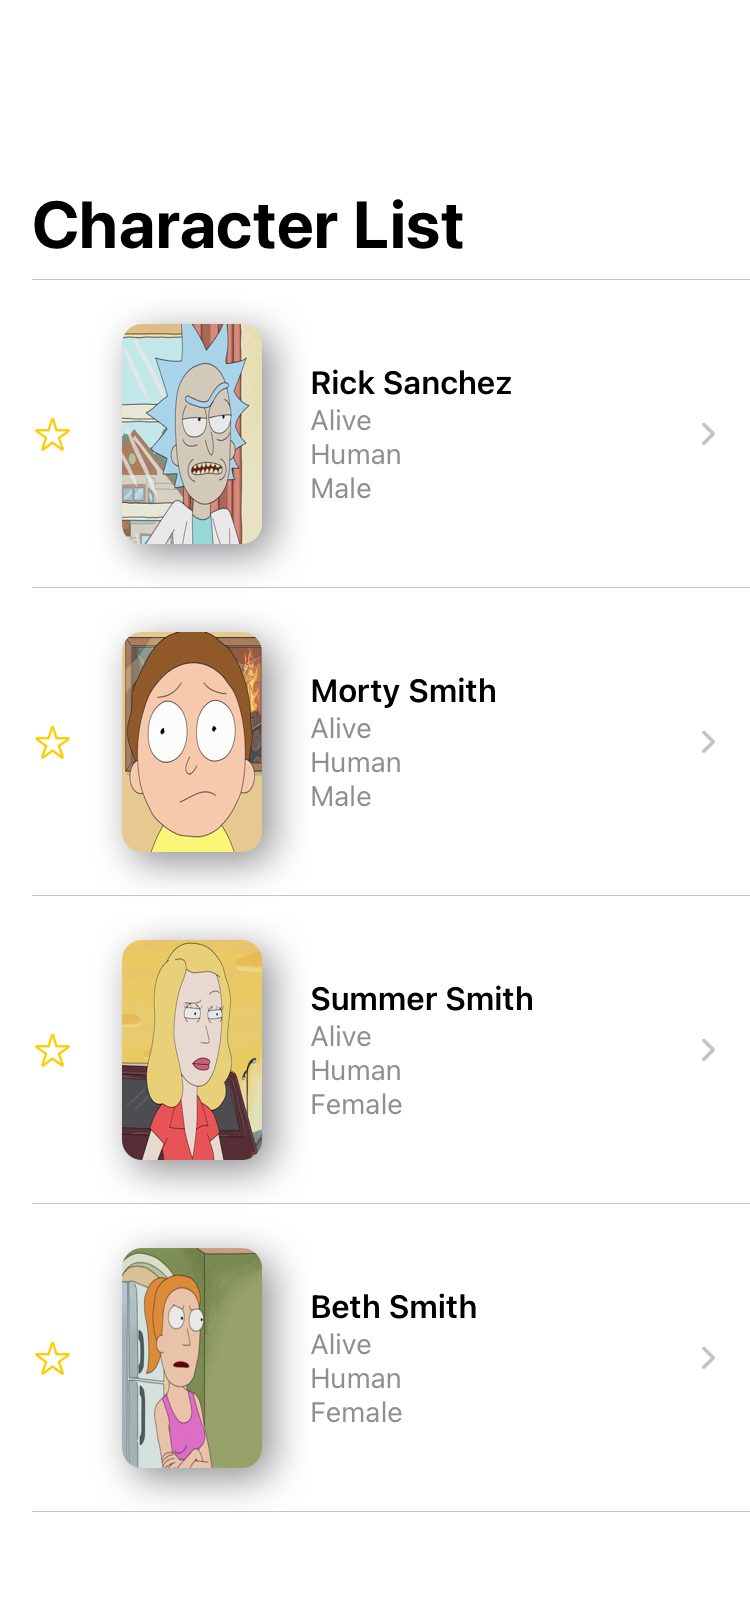 Character List
Rick Sanchez
Alive
Human
Male
Morty Smith
Alive
Human
Male
Summer Smith
Alive
Human
Female
Beth Smith
Alive
Human
Female